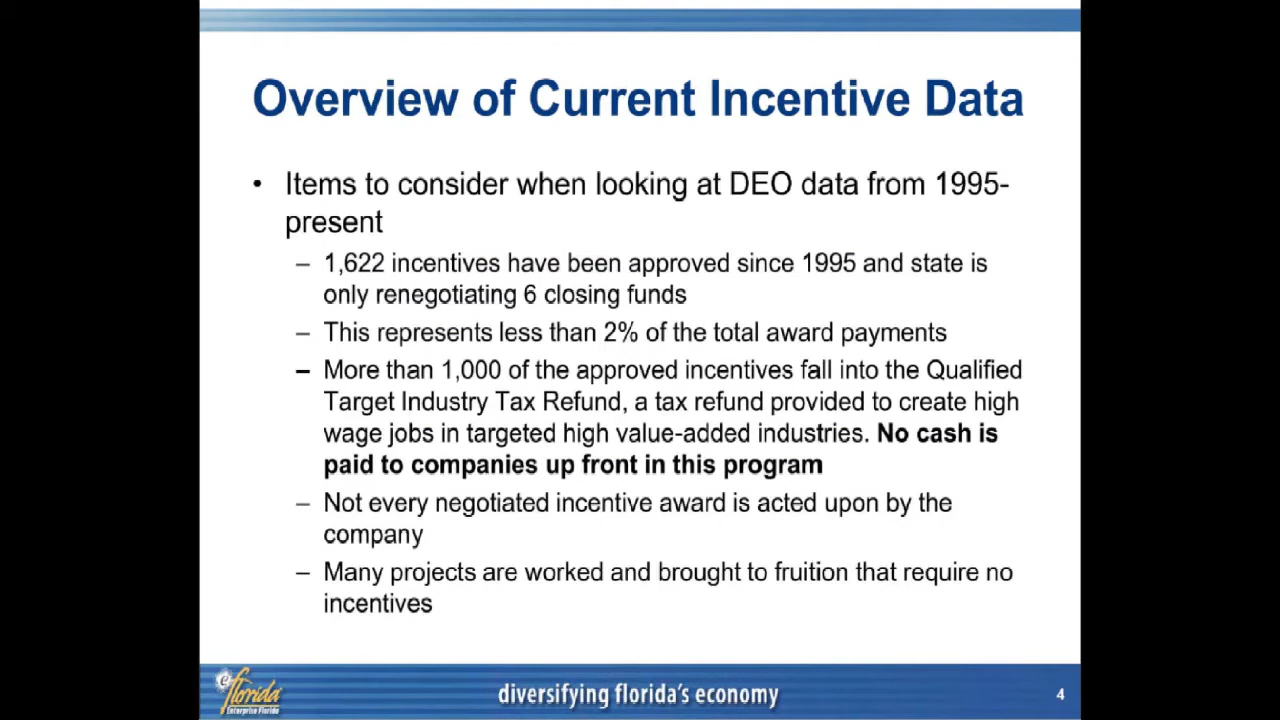 Overview of Current Incentive Data
• Items to consider when looking at DEO data from 1995-
present
– 1,622 incentives have been approved since 1995 and state is
only renegotiating 6 closing funds
– This represents less than 2% of the total award payments
– More than 1,000 of the approved incentives fall into the Qualified
Target Industry Tax Refund, a tax refund provided to create high
wage jobs in targeted high value-added industries. No cash is
paid to companies up front in this program
– Not every negotiated incentive award is acted upon by the
company
– Many projects are worked and brought to fruition that require no
incentives
e florida
Enterprise Florida
diversifying florida's economy
4